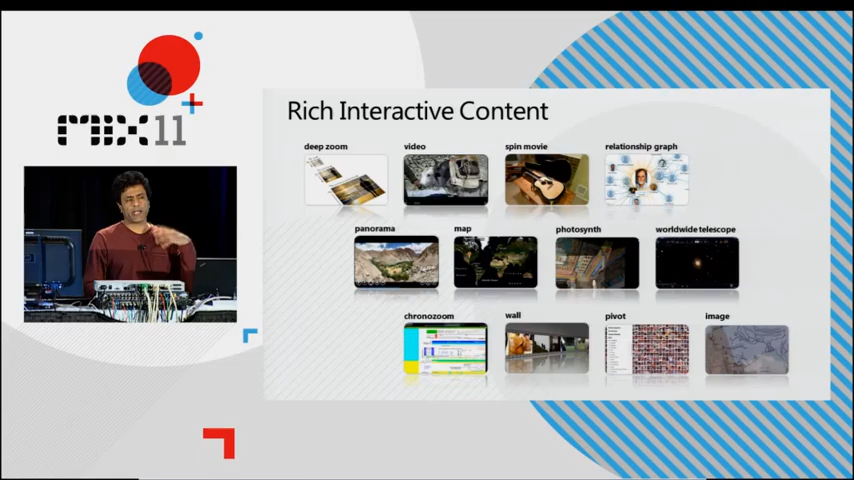 MIX11
Rich Interactive Content
deep zoom video spin movie relationship graph
panorama map photosynth worldwide telescope
chronozoom wall pivot image